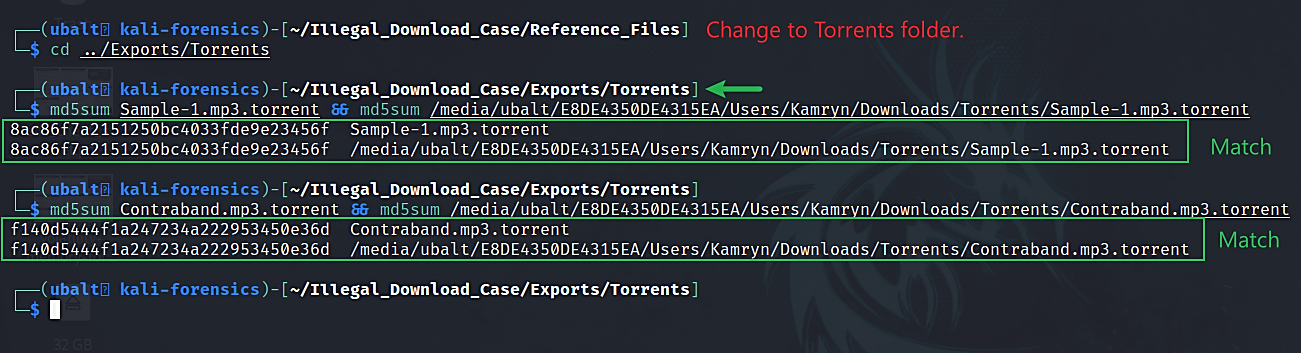 ┌──(ubalt㉿ kali-forensics)-[~/Illegal_Download_Case/Reference_Files] Change to Torrents folder.
└─$ cd ../Exports/Torrents
┌──(ubalt㉿ kali-forensics)-[~/Illegal_Download_Case/Exports/Torrents]
└─$ md5sum Sample-1.mp3.torrent && md5sum /media/ubalt/E8DE4350DE4315EA/Users/Kamryn/Downloads/Torrents/Sample-1.mp3.torrent
8ac86f7a2151250bc4033fde9e23456f  Sample-1.mp3.torrent
8ac86f7a2151250bc4033fde9e23456f  /media/ubalt/E8DE4350DE4315EA/Users/Kamryn/Downloads/Torrents/Sample-1.mp3.torrent
Match
┌──(ubalt㉿ kali-forensics)-[~/Illegal_Download_Case/Exports/Torrents]
└─$ md5sum Contraband.mp3.torrent && md5sum /media/ubalt/E8DE4350DE4315EA/Users/Kamryn/Downloads/Torrents/Contraband.mp3.torrent
f140d5444f1a247234a222953450e36d  Contraband.mp3.torrent
f140d5444f1a247234a222953450e36d  /media/ubalt/E8DE4350DE4315EA/Users/Kamryn/Downloads/Torrents/Contraband.mp3.torrent
Match
┌──(ubalt㉿ kali-forensics)-[~/Illegal_Download_Case/Exports/Torrents]
└─$
32 GB